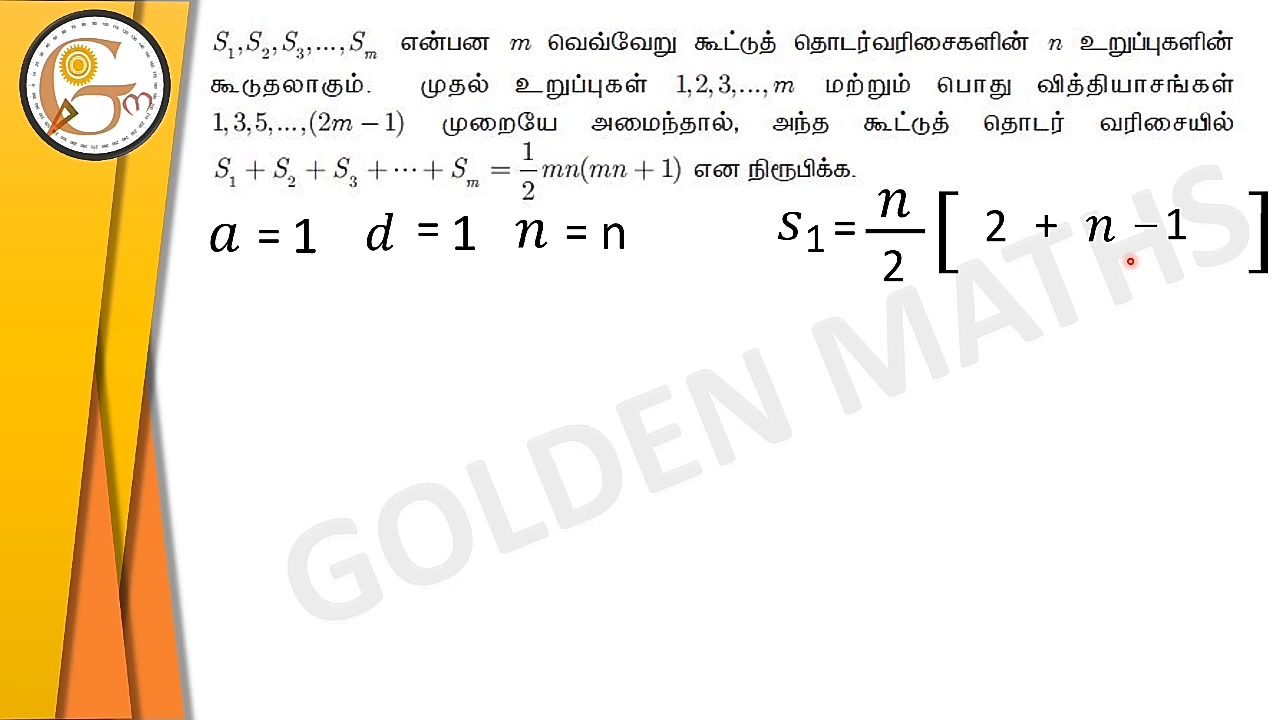 S₁, S₂, S₃, ..., Sₘ என்பன m வெவ்வேறு கூட்டுத் தொடர்வரிசைகளின் n உறுப்புகளின்
கூடுதலாகும். முதல் உறுப்புகள் 1, 2, 3, ..., m மற்றும் பொது வித்தியாசங்கள்
1, 3, 5, ..., (2m − 1) முறையே அமைந்தால், அந்த கூட்டுத் தொடர் வரிசையில்
S₁ + S₂ + S₃ + ⋯ + Sₘ = 1/2 mn(mn + 1) என நிரூபிக்க.
a = 1 d = 1 n = n S₁ = n/2 [ 2 + n − 1 ]
GOLDEN MATHS